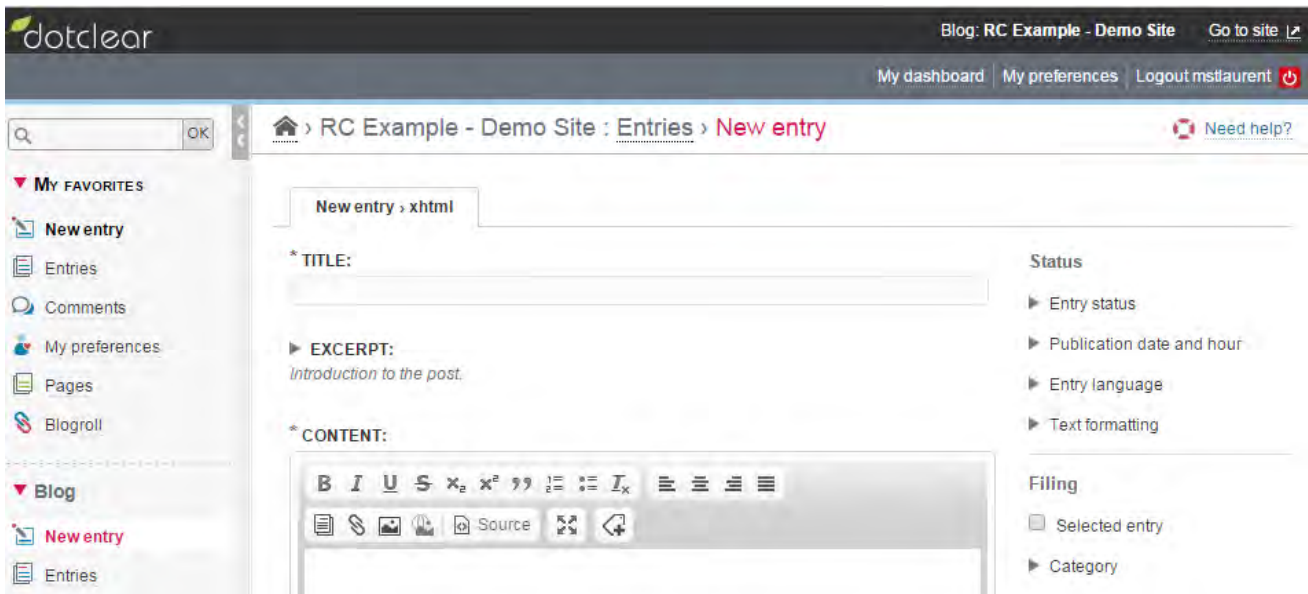 dotclear
Blog: RC Example - Demo Site Go to site
My dashboard My preferences Logout mstlaurent
OK
› RC Example - Demo Site : Entries › New entry
Need help?
My favorites
New entry
Entries
Comments
My preferences
Pages
Blogroll
Blog
New entry
Entries
New entry › xhtml
* TITLE:
EXCERPT:
Introduction to the post.
* CONTENT:
B I U S x₂ x² ”
Source
Status
Entry status
Publication date and hour
Entry language
Text formatting
Filing
Selected entry
Category